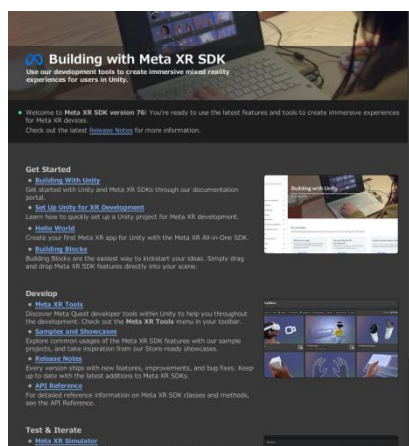 Building with Meta XR SDK
Use our development tools to create immersive mixed reality
experiences for users in Unity.
Welcome to Meta XR SDK version 76! You're ready to use the latest features and tools to create immersive experiences
for Meta XR devices.
Check out the latest Release Notes for more information.
Get Started
Building With Unity
Get started with Unity and Meta XR SDKs through our documentation
portal.
Set Up Unity for XR Development
Learn how to quickly set up a Unity project for Meta XR development.
Hello World
Create your first Meta XR app for Unity with the Meta XR All-in-One SDK.
Building Blocks
Building Blocks are the easiest way to kickstart your ideas. Simply drag
and drop Meta XR SDK features directly into your scene.
Building with Unity
Develop
Meta XR Tools
Discover Meta Quest developer tools within Unity to help you throughout
the development. Check out the Meta XR Tools menu in your toolbar.
Samples and Showcases
Explore common usages of the Meta XR SDK features with our sample
projects, and take inspiration from our Store-ready showcases.
Release Notes
Every version ships with new features, improvements, and bug fixes. Keep
up to date with the latest additions to Meta XR SDKs.
API Reference
For detailed reference information on Meta XR SDK classes and methods,
see the API Reference.
Test & Iterate
Meta XR Simulator